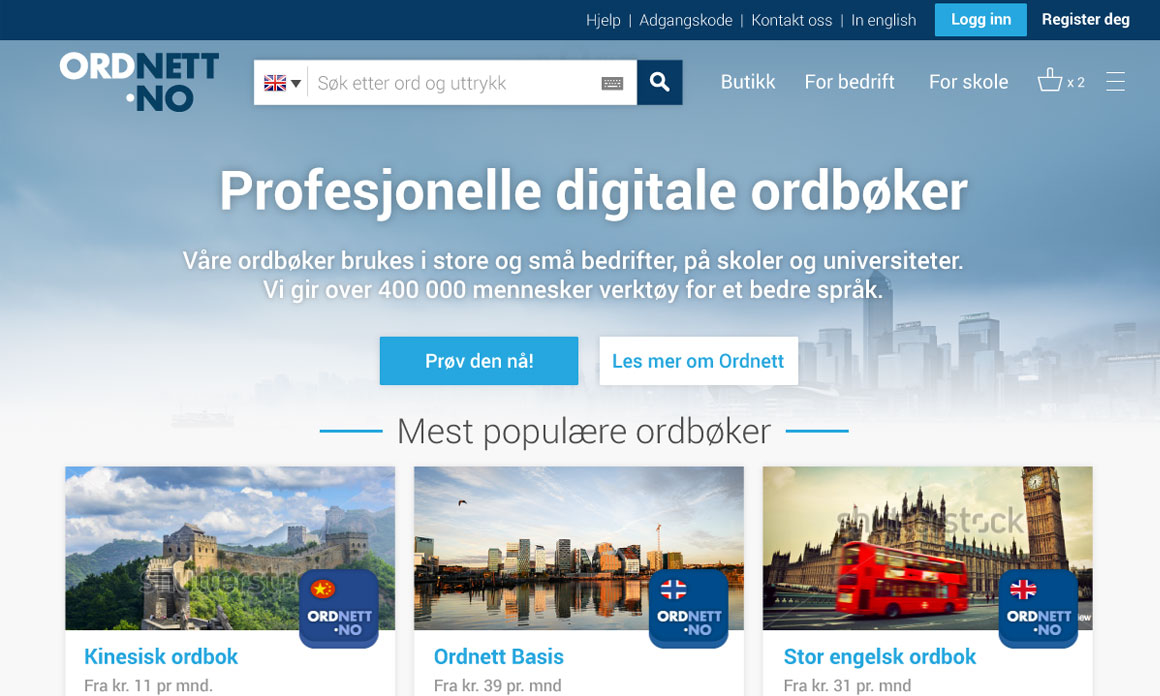 Hjelp | Adgangskode | Kontakt oss | In english Logg inn Register deg
ORDNETT
•NO
Søk etter ord og uttrykk
Butikk For bedrift For skole x 2
Profesjonelle digitale ordbøker
Våre ordbøker brukes i store og små bedrifter, på skoler og universiteter.
Vi gir over 400 000 mennesker verktøy for et bedre språk.
Prøv den nå! Les mer om Ordnett
Mest populære ordbøker
shutterstock
ORDNETT
•NO
ORDNETT
•NO
ORDNETT
•NO
Kinesisk ordbok Ordnett Basis Stor engelsk ordbok
Fra kr. 11 pr mnd. Fra kr. 39 pr. mnd Fra kr. 31 pr. mnd